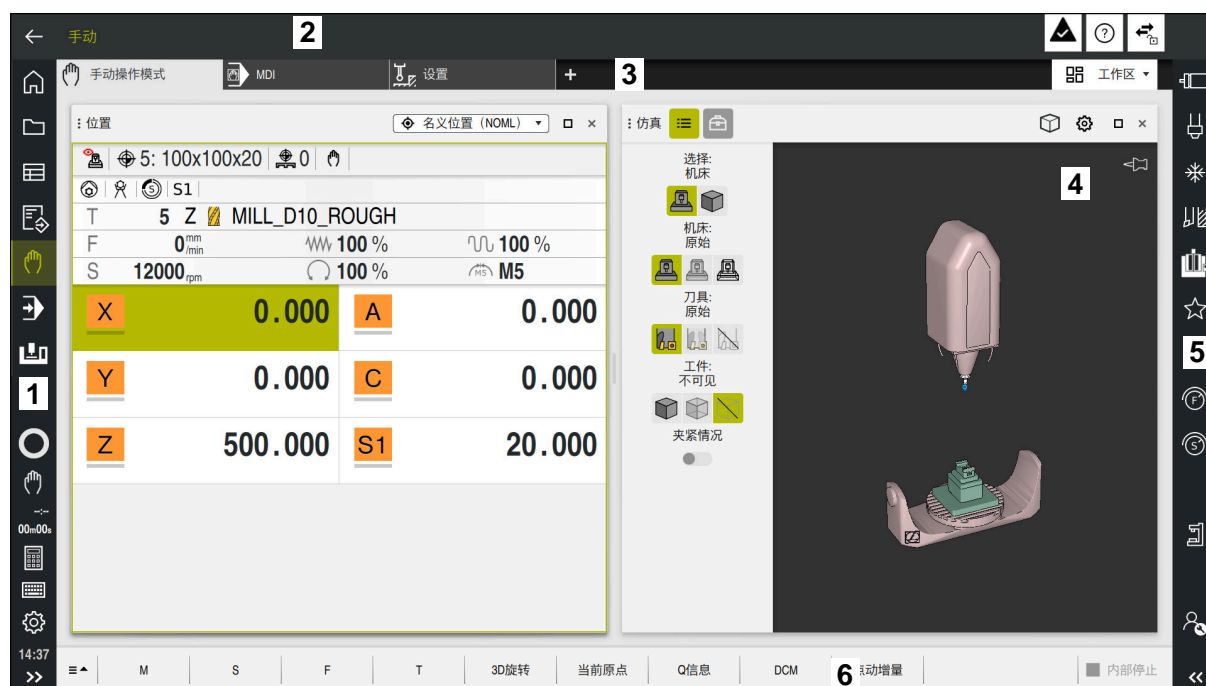 手动
2
手动操作模式
MDI
设置
+
3
工作区
位置
名义位置 (NOML)
5: 100x100x20
0
S1
T 5 Z MILL_D10_ROUGH
F 0 mm/min 100 % 100 %
S 12000 rpm 100 % M5
X 0.000 A 0.000
Y 0.000 C 0.000
Z 500.000 S1 20.000
仿真
选择:
机床
机床:
原始
刀具:
原始
工件:
不可见
夹紧情况
4
1
5
F
S
00m00s
14:37
M
S
F
T
3D旋转
当前原点
Q信息
DCM
6
动增量
内部停止